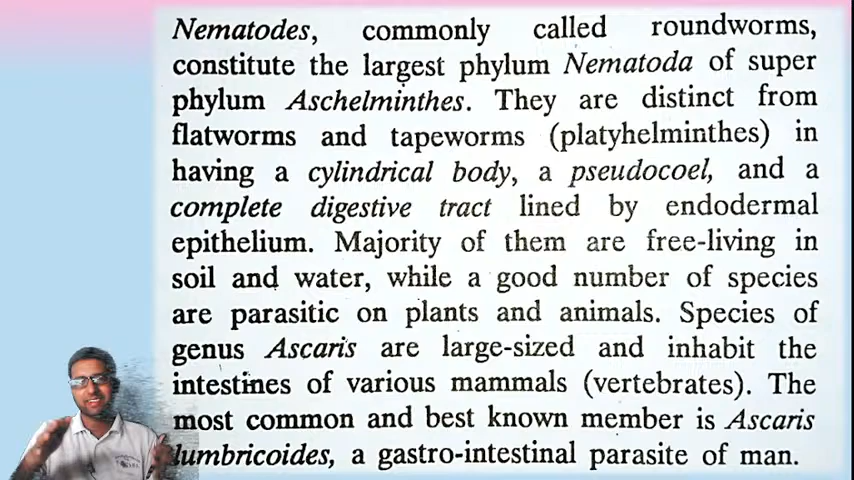 Nematodes, commonly called roundworms,
constitute the largest phylum Nematoda of super
phylum Aschelminthes. They are distinct from
flatworms and tapeworms (platyhelminthes) in
having a cylindrical body, a pseudocoel, and a
complete digestive tract lined by endodermal
epithelium. Majority of them are free-living in
soil and water, while a good number of species
are parasitic on plants and animals. Species of
genus Ascaris are large-sized and inhabit the
intestines of various mammals (vertebrates). The
most common and best known member is Ascaris
lumbricoides, a gastro-intestinal parasite of man.